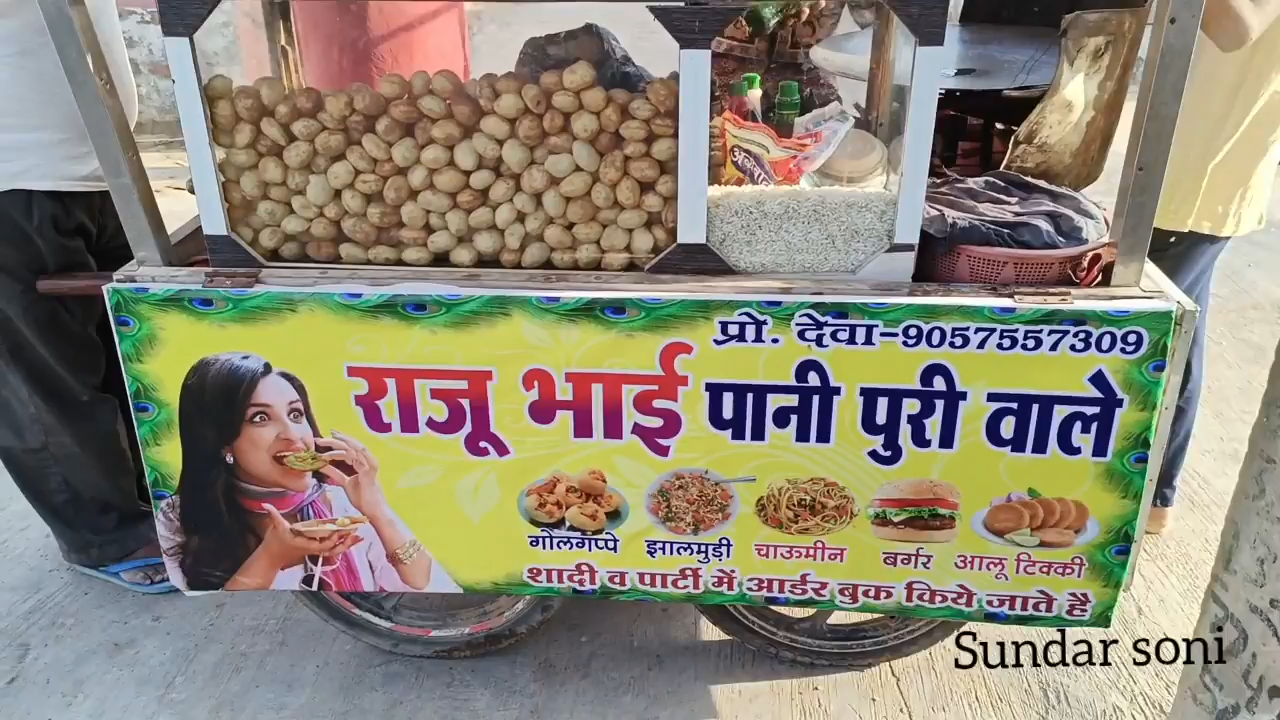 प्रो. देवा-9057557309
राजू भाई पानी पुरी वाले
गोलगप्पे झालमुड़ी चाऊमीन बर्गर आलू टिक्की
शादी व पार्टी में आर्डर बुक किये जाते है
Sundar soni